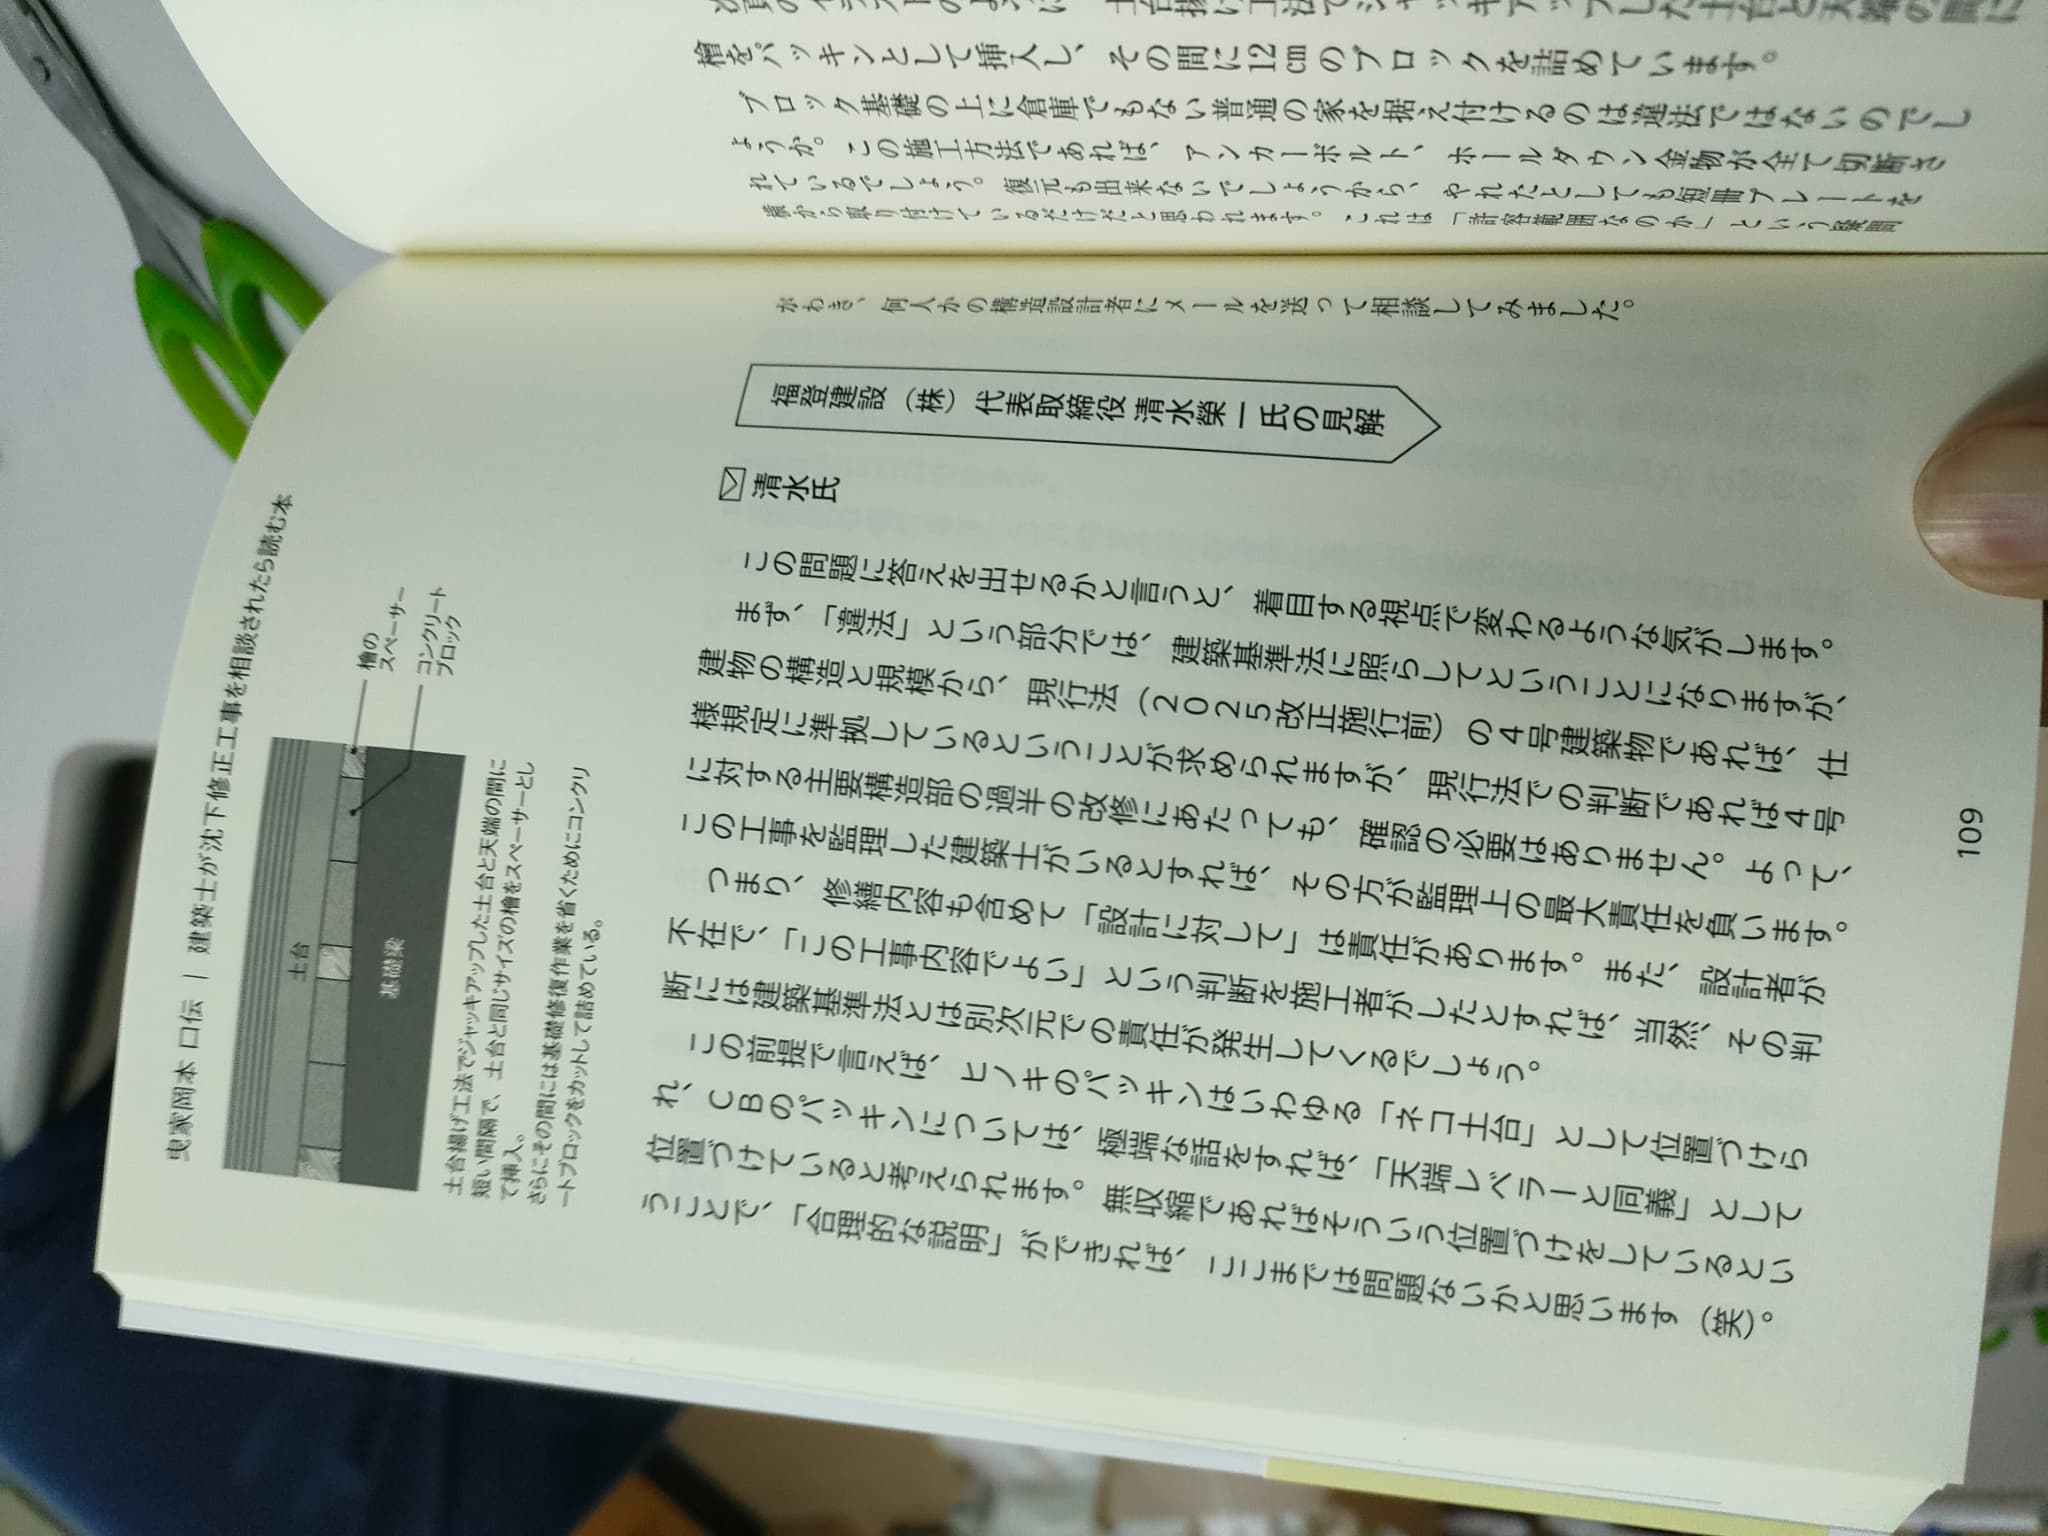 檜をパッキンとして挿入し、その間に12㎝のブロックを詰めています。
ブロック基礎の上に倉庫でもない普通の家を据え付けるのは違法ではないのでし
ょうか。この施工方法であれば、アンカーボルト、ホールダウン金物が全て切断さ
れているでしょう。復元も出来ないでしょうから、やれたとしても短冊プレートを
裏から取り付けているだけだと思われます。これは「許容範囲なのか」という疑問
がわき、何人かの構造設計者にメールを送って相談してみました。
福登建設（株）代表取締役 清水榮一氏の見解
清水氏
この問題に答えを出せるかと言うと、着目する視点で変わるような気がします。
まず、「違法」という部分では、建築基準法に照らしてということになりますが、
建物の構造と規模から、現行法（２０２５改正施行前）の４号建築物であれば、仕
様規定に準拠しているということが求められますが、現行法での判断であれば４号
に対する主要構造部の過半の改修にあたっても、確認の必要はありません。よって、
この工事を監理した建築士がいるとすれば、その方が監理上の最大責任を負います。
つまり、修繕内容も含めて「設計に対して」は責任があります。また、設計者が
不在で、「この工事内容でよい」という判断を施工者がしたとすれば、当然、その判
断には建築基準法とは別次元での責任が発生してくるでしょう。
この前提で言えば、ヒノキのパッキンはいわゆる「ネコ土台」として位置づけら
れ、ＣＢのパッキンについては、極端な話をすれば、「天端レベラーと同義」として
位置づけていると考えられます。無収縮であればそういう位置づけをしているとい
うことで、「合理的な説明」ができれば、ここまでは問題ないかと思います（笑）。
曳家岡本 口伝 | 建築士が沈下修正工事を相談されたら読む本
檜の
スペーサー
コンクリート
ブロック
土台
基礎梁
土台揚げ工法でジャッキアップした土台と天端の間に
短い間隔で、土台と同じサイズの檜をスペーサーとし
て挿入。
さらにその間には基礎修復作業を省くためにコンクリ
ートブロックをカットして詰めている。
109